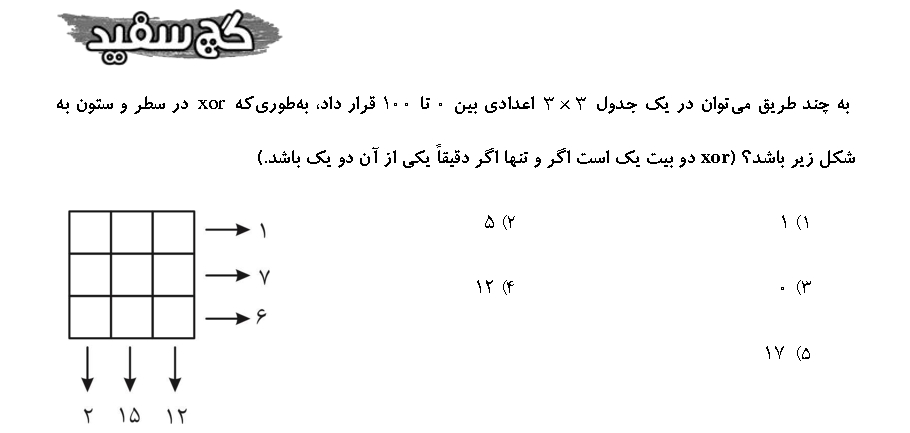 گچ سفید
به چند طریق می‌توان در یک جدول ۳ × ۳ اعدادی بین ۰ تا ۱۰۰ قرار داد، به‌طوری‌که xor در سطر و ستون به
شکل زیر باشد؟ (xor دو بیت یک است اگر و تنها اگر دقیقاً یکی از آن دو یک باشد.)
۱) ۱
۲) ۵
۳) ۰
۴) ۱۲
۵) ۱۷
۱
۷
۶
۲ ۱۵ ۱۲